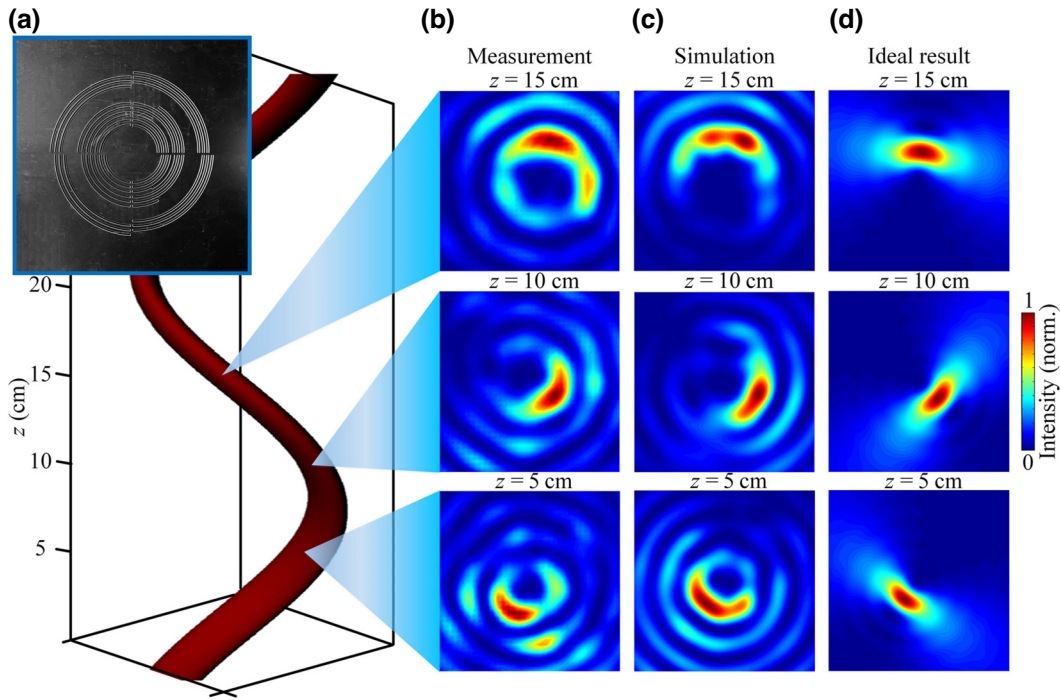 (a)
(b)
(c)
(d)
Measurement
Simulation
Ideal result
z = 15 cm
z = 15 cm
z = 15 cm
z = 10 cm
z = 10 cm
z = 10 cm
z = 5 cm
z = 5 cm
z = 5 cm
20
15
10
5
z (cm)
1
0
Intensity (norm.)